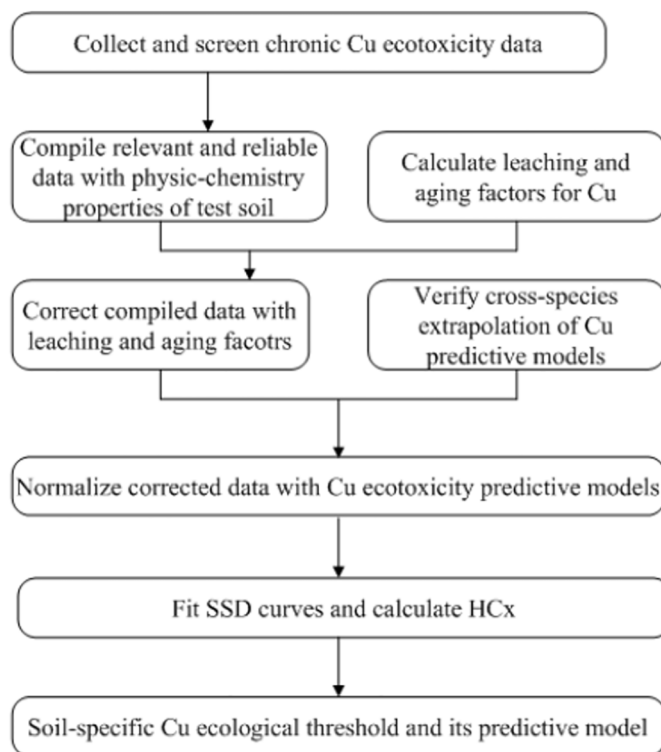 Collect and screen chronic Cu ecotoxicity data
Compile relevant and reliable
data with physic-chemistry
properties of test soil
Calculate leaching and
aging factors for Cu
Correct compiled data with
leaching and aging facotrs
Verify cross-species
extrapolation of Cu
predictive models
Normalize corrected data with Cu ecotoxicity predictive models
Fit SSD curves and calculate HCx
Soil-specific Cu ecological threshold and its predictive model